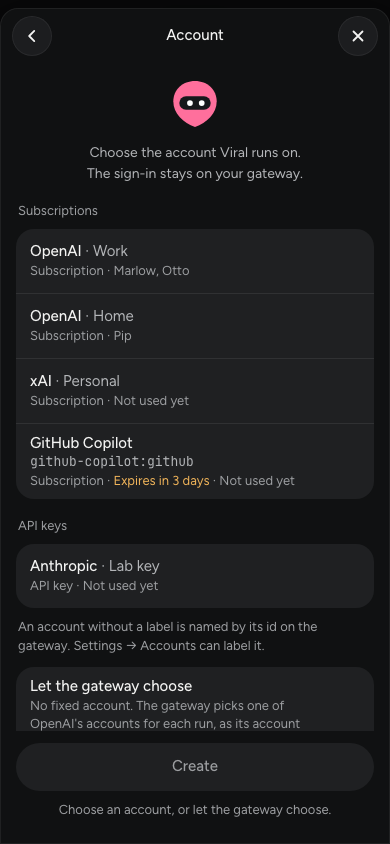 Account
Choose the account Viral runs on.
The sign-in stays on your gateway.
Subscriptions
OpenAI · Work
Subscription · Marlow, Otto
OpenAI · Home
Subscription · Pip
xAI · Personal
Subscription · Not used yet
GitHub Copilot
github-copilot:github
Subscription · Expires in 3 days · Not used yet
API keys
Anthropic · Lab key
API key · Not used yet
An account without a label is named by its id on the
gateway. Settings → Accounts can label it.
Let the gateway choose
No fixed account. The gateway picks one of
OpenAI's accounts for each run, as its account
Create
Choose an account, or let the gateway choose.